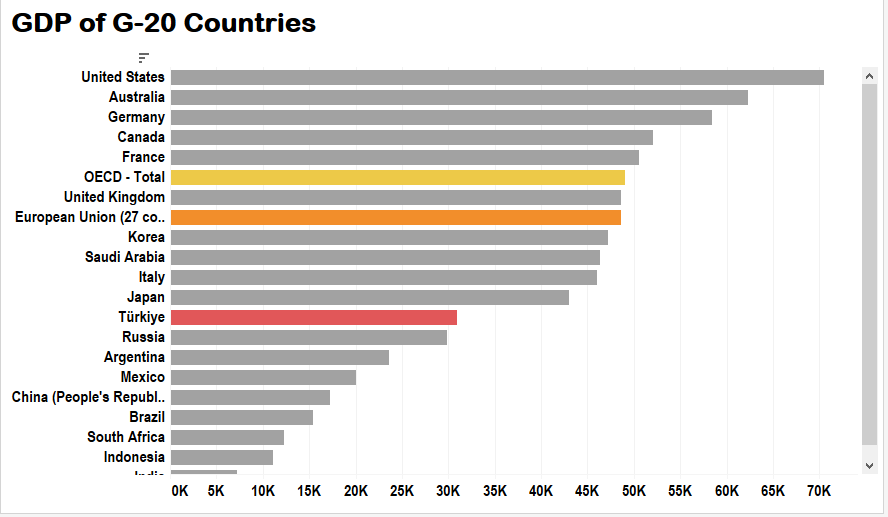 GDP of G-20 Countries
United States
Australia
Germany
Canada
France
OECD - Total
United Kingdom
European Union (27 co..
Korea
Saudi Arabia
Italy
Japan
Türkiye
Russia
Argentina
Mexico
China (People's Republ..
Brazil
South Africa
Indonesia
India
0K 5K 10K 15K 20K 25K 30K 35K 40K 45K 50K 55K 60K 65K 70K